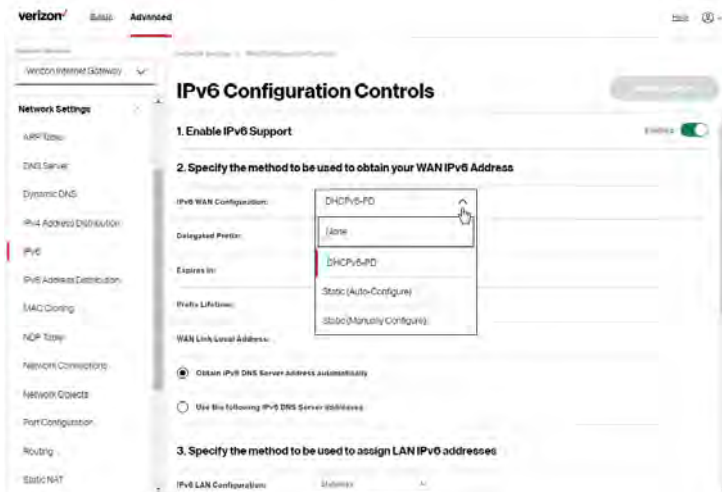 verizon
Basic
Advanced
Help
Verizon Internet Gateway
Network Settings
ARP Table
DNS Server
Dynamic DNS
IPv4 Address Distribution
IPv6
IPv6 Address Distribution
MAC Cloning
NDP Table
Network Connections
Network Objects
Port Configuration
Routing
Static NAT
IPv6 Configuration Controls
1. Enable IPv6 Support
Enabled
2. Specify the method to be used to obtain your WAN IPv6 Address
IPv6 WAN Configuration:
DHCPv6-PD
None
DHCPv6-PD
Static (Auto-Configure)
Static (Manually Configure)
Delegated Prefix:
Expires in:
Prefix Lifetime:
WAN Link Local Address:
Obtain IPv6 DNS Server address automatically
Use the following IPv6 DNS Server addresses
3. Specify the method to be used to assign LAN IPv6 addresses
IPv6 LAN Configuration:
Stateless